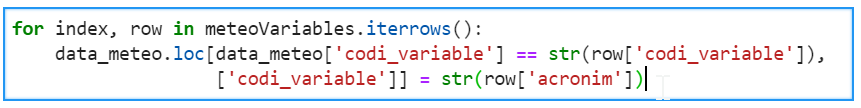 for index, row in meteoVariables.iterrows():
    data_meteo.loc[data_meteo['codi_variable'] == str(row['codi_variable']),
                   ['codi_variable']] = str(row['acronim'])